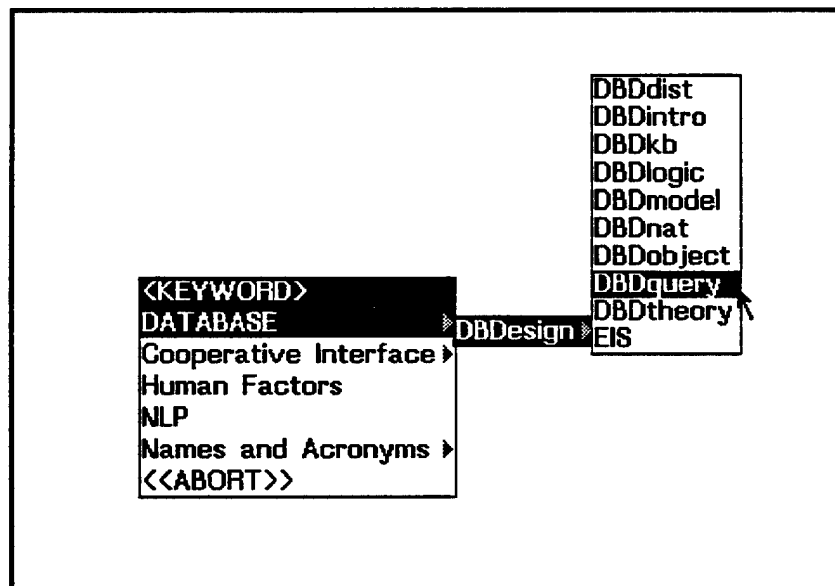 DBDdist
DBDintro
DBDkb
DBDlogic
DBDmodel
DBDnat
DBDobject
DBDquery
DBDtheory
EIS
<KEYWORD>
DATABASE
DBDesign
Cooperative Interface
Human Factors
NLP
Names and Acronyms
<<ABORT>>